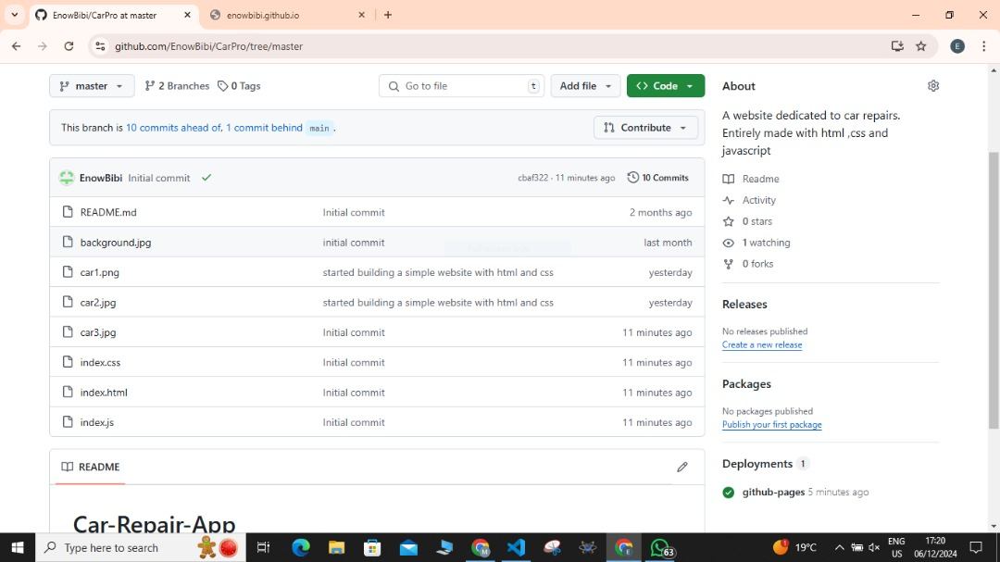 EnowBibi/CarPro at master
enowbibi.github.io
github.com/EnowBibi/CarPro/tree/master
E
master
2 Branches
0 Tags
Go to file
t
Add file
Code
This branch is 10 commits ahead of, 1 commit behind main .
Contribute
EnowBibi Initial commit
cbaf322 · 11 minutes ago
10 Commits
README.md Initial commit 2 months ago
background.jpg initial commit last month
car1.png started building a simple website with html and css yesterday
car2.jpg started building a simple website with html and css yesterday
car3.jpg Initial commit 11 minutes ago
index.css Initial commit 11 minutes ago
index.html Initial commit 11 minutes ago
index.js Initial commit 11 minutes ago
README
Car-Repair-App
About
A website dedicated to car repairs.
Entirely made with html ,css and
javascript
Readme
Activity
0 stars
1 watching
0 forks
Releases
No releases published
Create a new release
Packages
No packages published
Publish your first package
Deployments 1
github-pages 5 minutes ago
Type here to search
M
E
63
19°C
ENG
US
17:20
06/12/2024